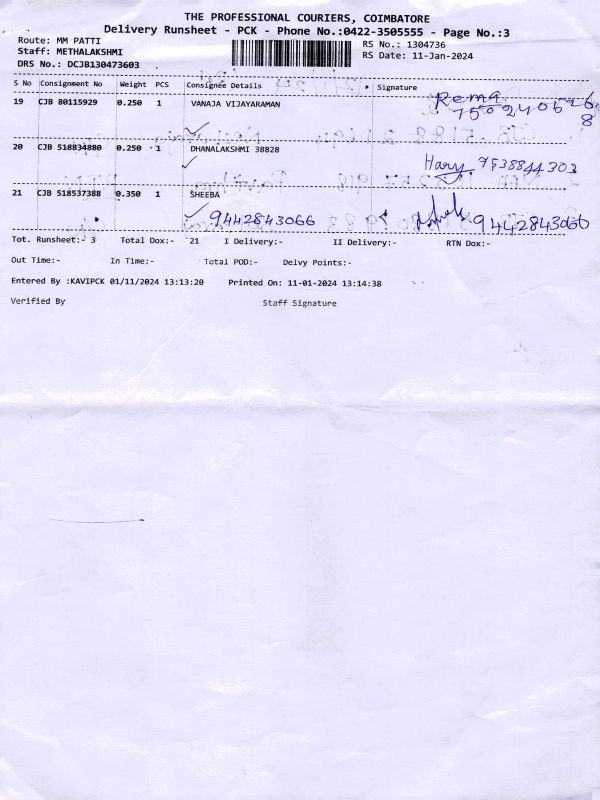 THE PROFESSIONAL COURIERS, COIMBATORE
Delivery Runsheet - PCK - Phone No.:0422-3505555 - Page No.:3
Route: MM PATTI RS No.: 1304736
Staff: METHALAKSHMI RS Date: 11-Jan-2024
DRS No.: DCJB130473603
S No Consignment No Weight PCS Consignee Details Signature
19 CJB 80115929 0.250 1 VANAJA VIJAYARAMAN Rema
20 CJB 518834880 0.250 1 DHANALAKSHMI 38828
Hary
21 CJB 518537388 0.350 1 SHEEBA
9442843066 9442843066
Tot. Runsheet:- 3 Total Dox:- 21 I Delivery:- II Delivery:- RTN Dox:-
Out Time:- In Time:- Total POD:- Delvy Points:-
Entered By :KAVIPCK 01/11/2024 13:13:20 Printed On: 11-01-2024 13:14:38
Verified By Staff Signature